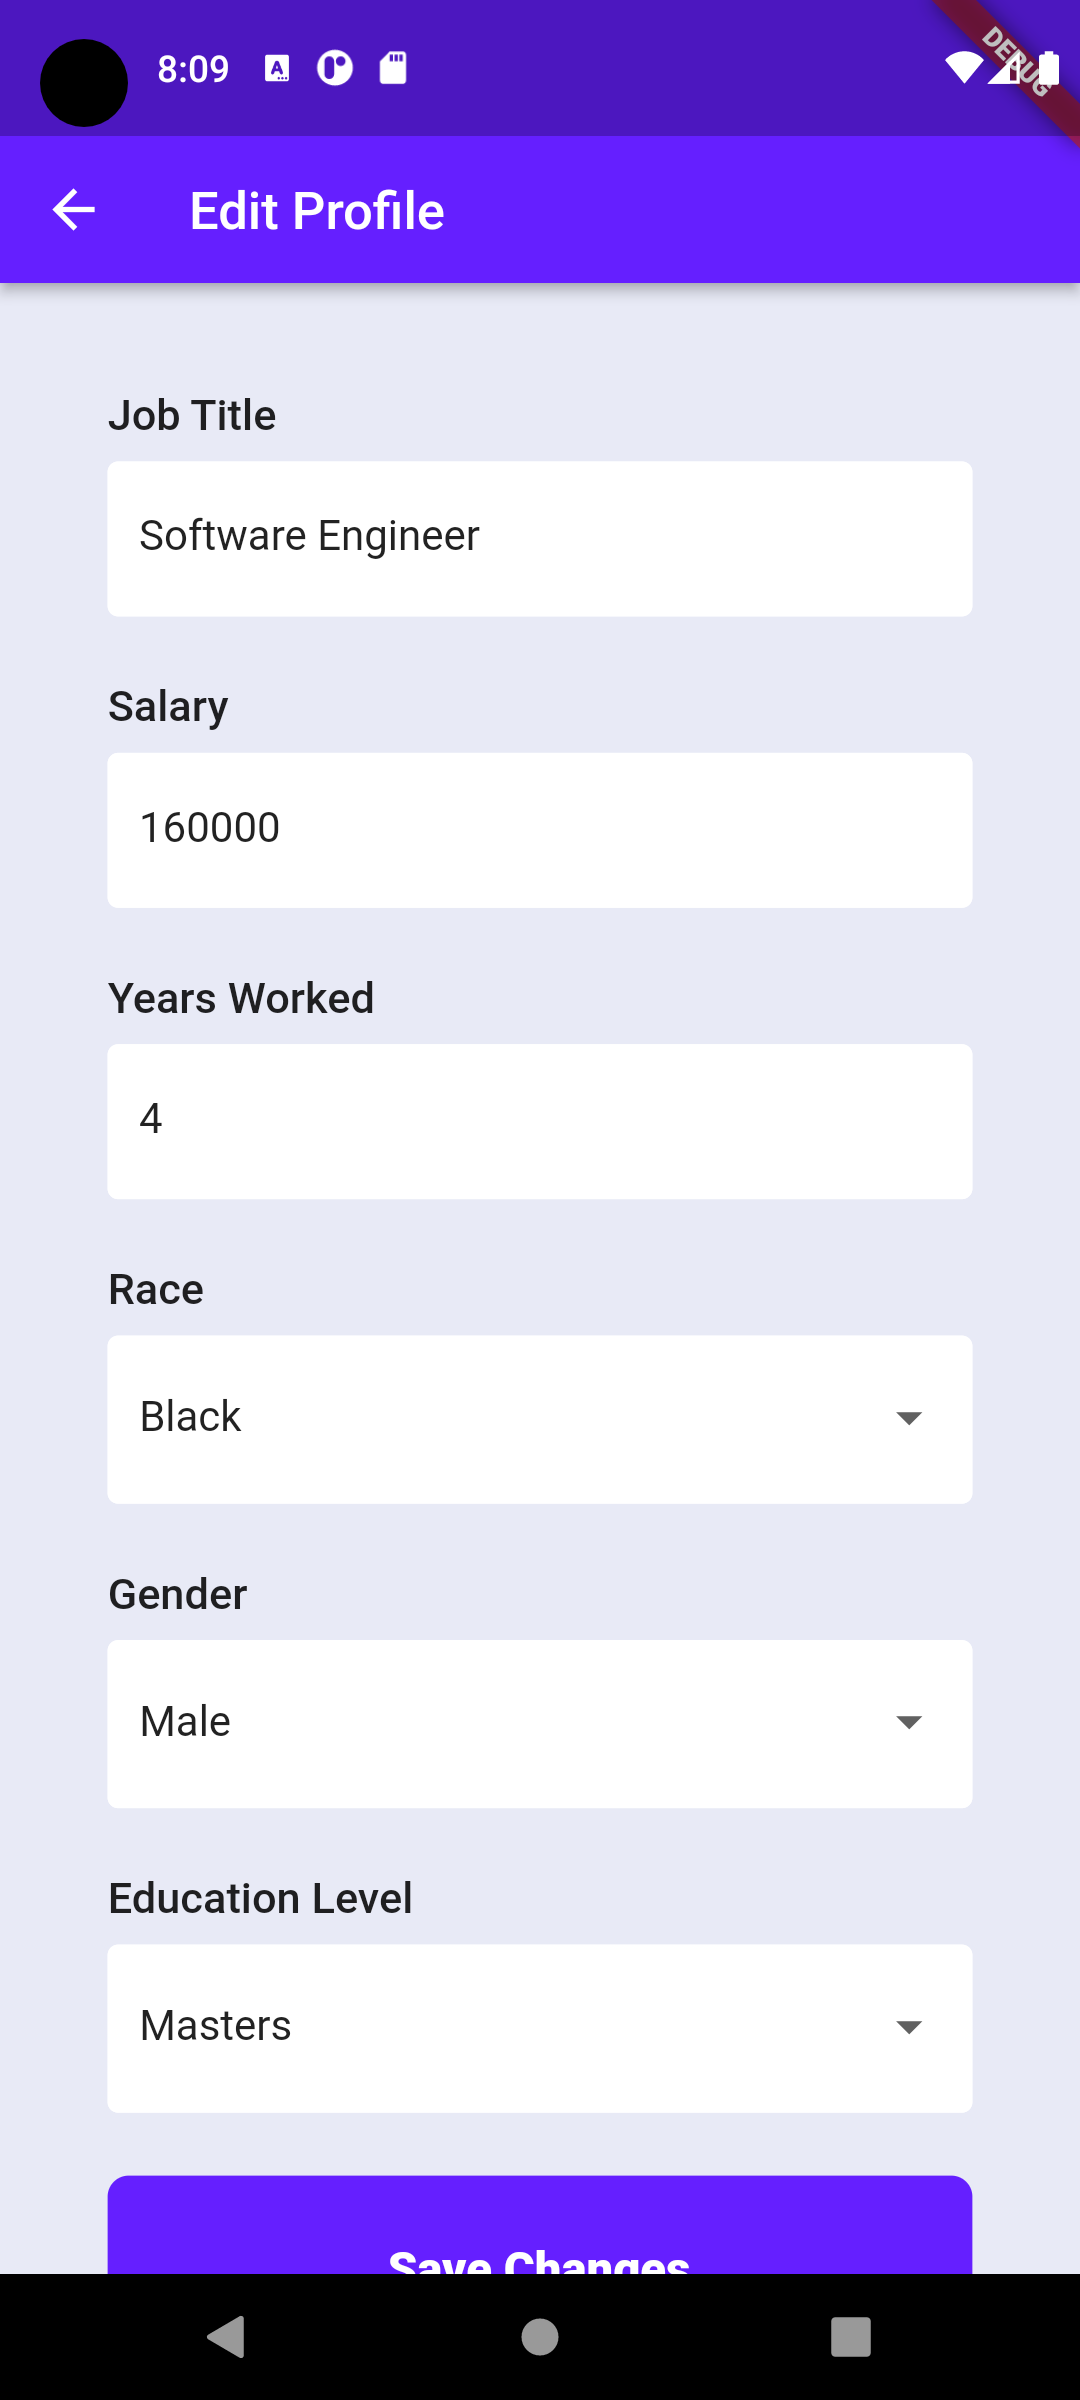 8:09
DEBUG
Edit Profile
Job Title
Software Engineer
Salary
160000
Years Worked
4
Race
Black
Gender
Male
Education Level
Masters
Save Changes